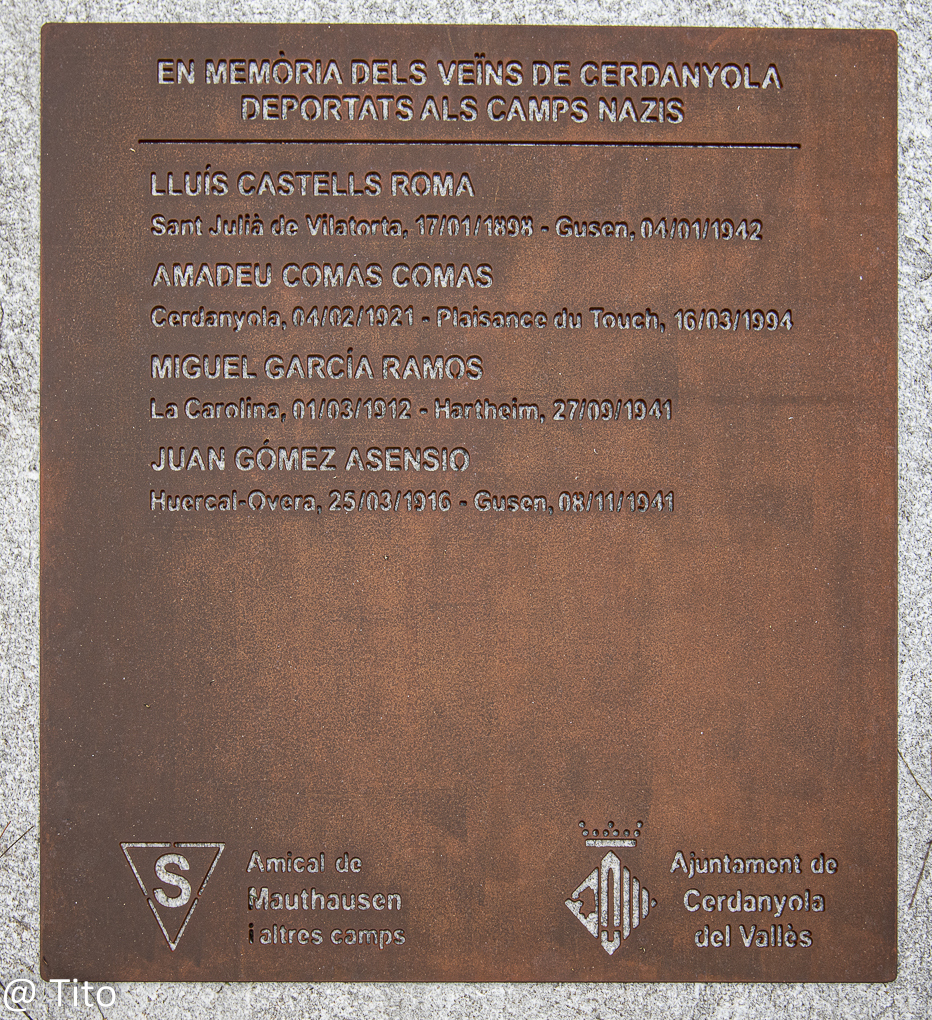 EN MEMÒRIA DELS VEÏNS DE CERDANYOLA
DEPORTATS ALS CAMPS NAZIS
LLUÍS CASTELLS ROMA
Sant Julià de Vilatorta, 17/01/1898 - Gusen, 04/01/1942
AMADEU COMAS COMAS
Cerdanyola, 04/02/1921 - Plaisance du Touch, 16/03/1994
MIGUEL GARCÍA RAMOS
La Carolina, 01/03/1912 - Hartheim, 27/09/1941
JUAN GÓMEZ ASENSIO
Huercal-Overa, 25/03/1916 - Gusen, 08/11/1941
S
Amical de
Mauthausen
i altres camps
Ajuntament de
Cerdanyola
del Vallès
@ Tito